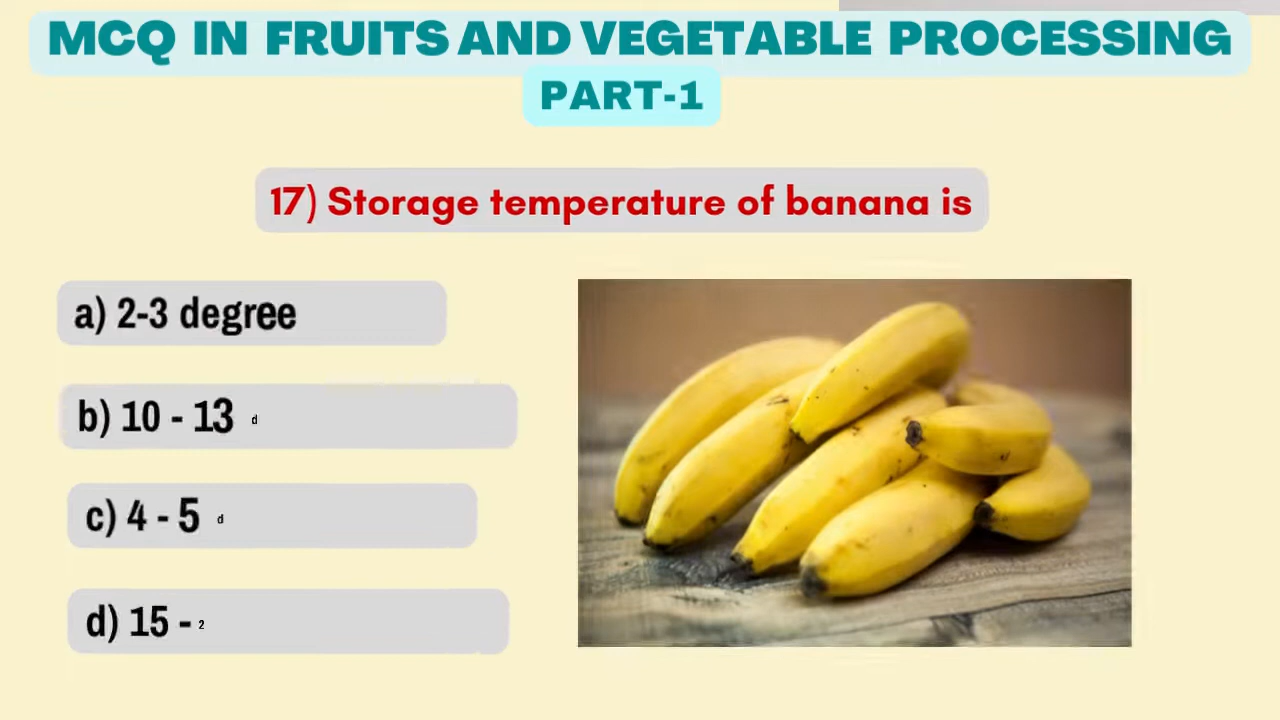 MCQ IN FRUITS AND VEGETABLE PROCESSING
PART-1
17) Storage temperature of banana is
a) 2-3 degree
b) 10 - 13 d
c) 4 - 5 d
d) 15 - 2